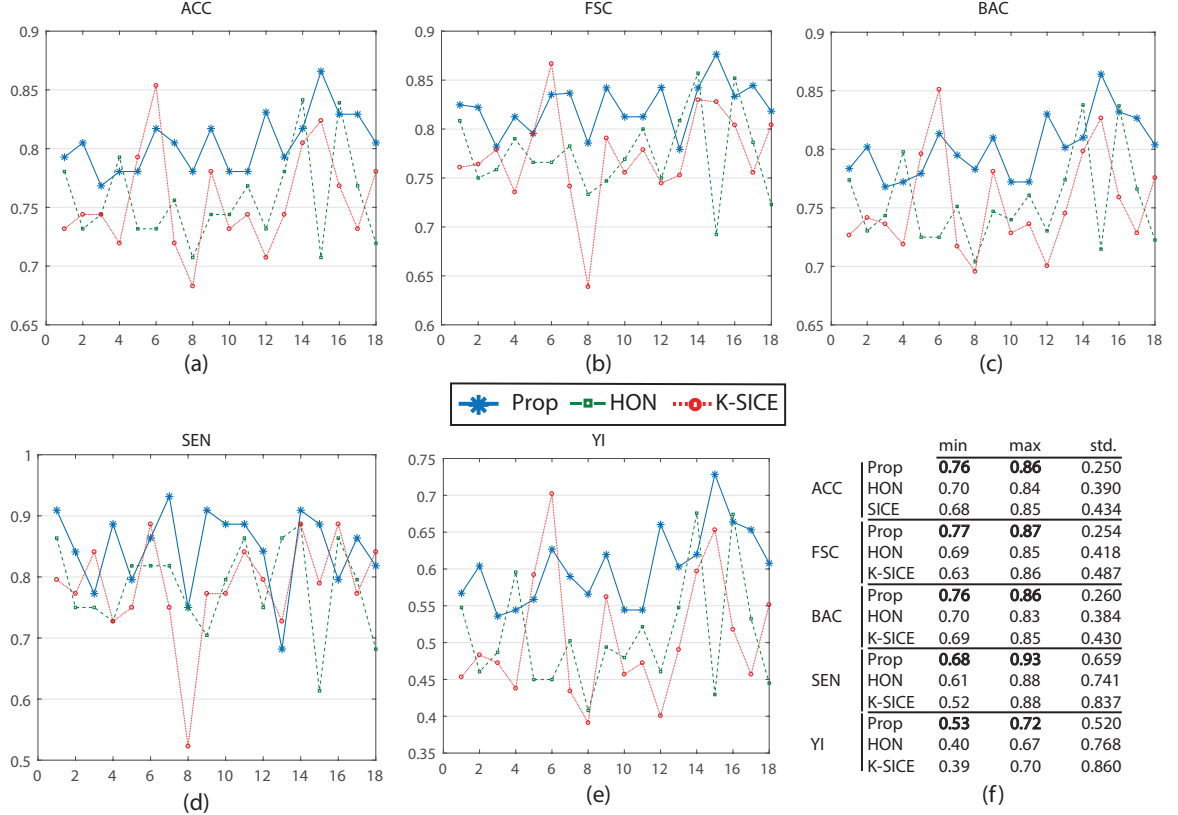 ACC
0.9
0.85
0.8
0.75
0.7
0.65
0 2 4 6 8 10 12 14 16 18
(a)
FSC
0.9
0.85
0.8
0.75
0.7
0.65
0.6
0 2 4 6 8 10 12 14 16 18
(b)
BAC
0.9
0.85
0.8
0.75
0.7
0.65
0 2 4 6 8 10 12 14 16 18
(c)
Prop HON K-SICE
SEN
1
0.9
0.8
0.7
0.6
0.5
0 2 4 6 8 10 12 14 16 18
(d)
YI
0.75
0.7
0.65
0.6
0.55
0.5
0.45
0.4
0.35
0 2 4 6 8 10 12 14 16 18
(e)
min max std.
ACC
Prop 0.76 0.86 0.250
HON 0.70 0.84 0.390
SICE 0.68 0.85 0.434
FSC
Prop 0.77 0.87 0.254
HON 0.69 0.85 0.418
K-SICE 0.63 0.86 0.487
BAC
Prop 0.76 0.86 0.260
HON 0.70 0.83 0.384
K-SICE 0.69 0.85 0.430
SEN
Prop 0.68 0.93 0.659
HON 0.61 0.88 0.741
K-SICE 0.52 0.88 0.837
YI
Prop 0.53 0.72 0.520
HON 0.40 0.67 0.768
K-SICE 0.39 0.70 0.860
(f)